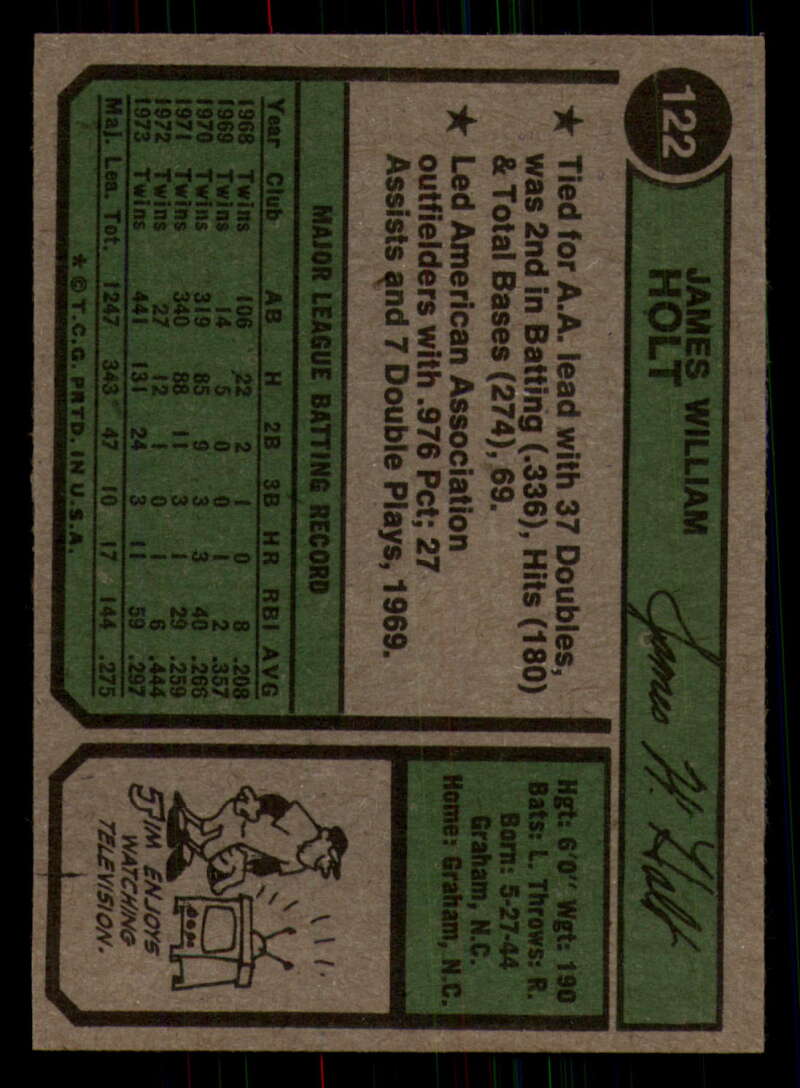 122
JAMES WILLIAM
HOLT
James W. Holt
★ Tied for A.A. lead with 37 Doubles,
was 2nd in Batting (.336), Hits (180)
& Total Bases (274), 69.
★ Led American Association
outfielders with .976 Pct; 27
Assists and 7 Double Plays, 1969.
MAJOR LEAGUE BATTING RECORD
Year Club AB H 2B 3B HR RBI AVG
1968 Twins 106 22 2 1 0 8 .208
1969 Twins 14 5 0 0 1 2 .357
1970 Twins 319 85 9 3 3 40 .266
1971 Twins 340 88 11 3 1 29 .259
1972 Twins 27 12 1 0 1 6 .444
1973 Twins 441 131 24 3 11 59 .297
Maj. Lea. Tot. 1247 343 47 10 17 144 .275
* © T.C.G. PRTD. IN U.S.A.
Hgt: 6'0" Wgt: 190
Bats: L. Throws: R.
Born: 5-27-44
Graham, N.C.
Home: Graham, N.C.
JIM ENJOYS
WATCHING
TELEVISION.